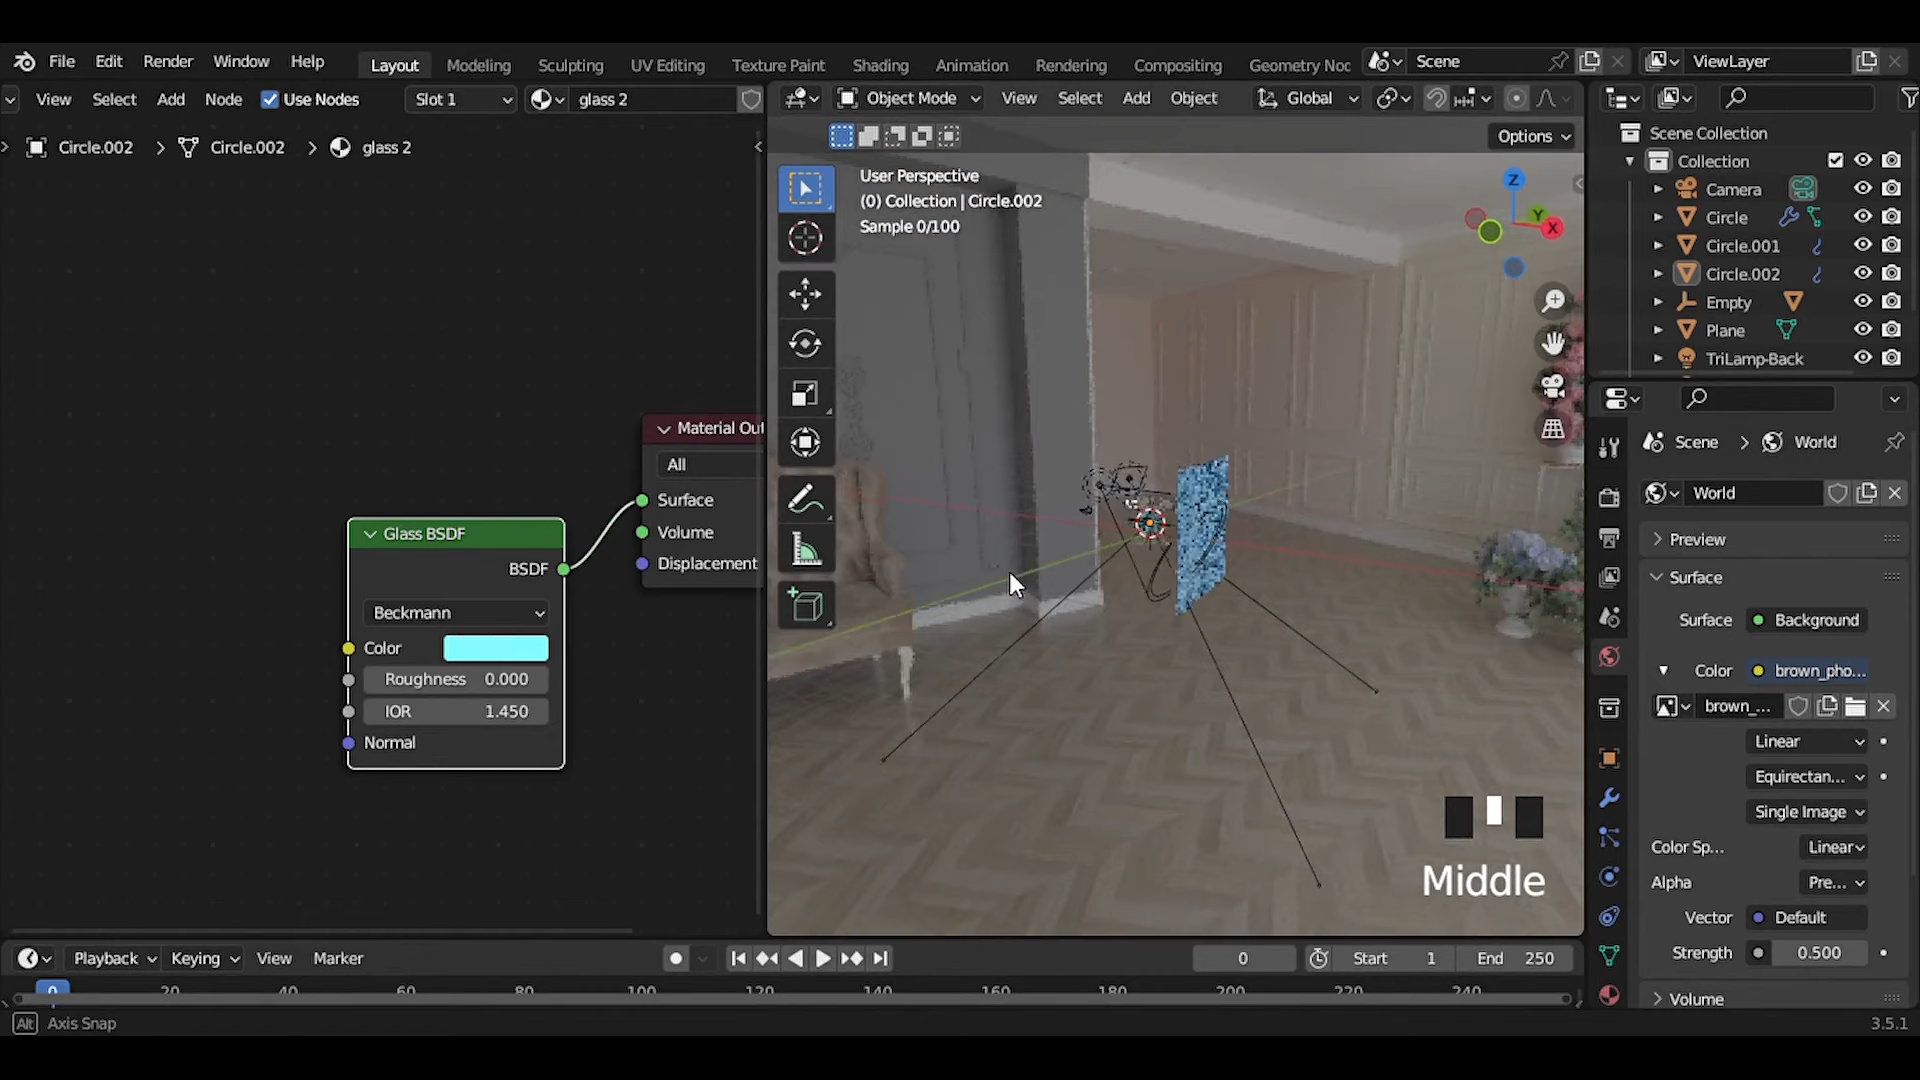 File Edit Render Window Help Layout Modeling Sculpting UV Editing Texture Paint Shading Animation Rendering Compositing Geometry Noc Scene ViewLayer
View Select Add Node Use Nodes Slot 1 glass 2 Object Mode View Select Add Object Global
Options
Circle.002 > Circle.002 > glass 2
User Perspective
(0) Collection | Circle.002
Sample 0/100
Z
Y
X
Scene Collection
Collection
Camera
Circle
Circle.001
Circle.002
Empty
Plane
TriLamp-Back
Material Out
All
Surface
Volume
Displacement
Glass BSDF
BSDF
Beckmann
Color
Roughness 0.000
IOR 1.450
Normal
Middle
Scene > World
World
Preview
Surface
Surface Background
Color brown_pho...
brown_...
Linear
Equirectan...
Single Image
Color Sp... Linear
Alpha Pre...
Vector Default
Strength 0.500
Volume
Playback Keying View Marker 0 Start 1 End 250
0 20 40 60 80 100 120 140 160 180 200 220 240
Alt Axis Snap 3.5.1